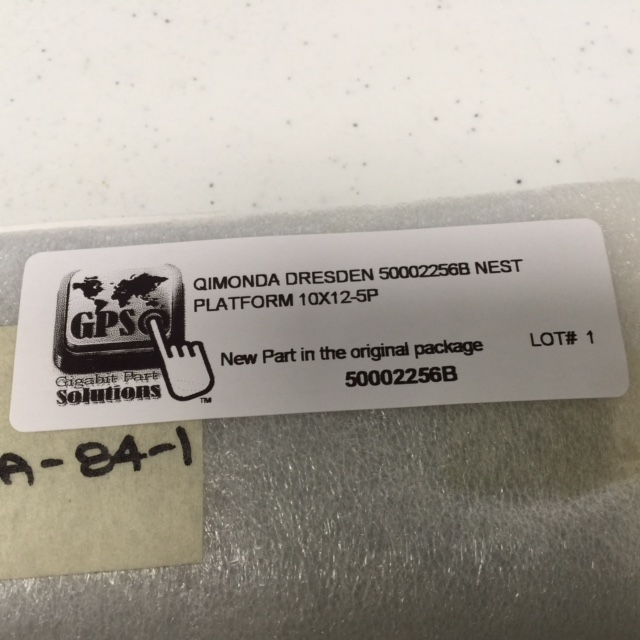 QIMONDA DRESDEN 50002256B NEST
PLATFORM 10X12-5P
GPS
Gigabit Part
Solutions
TM
New Part in the original package
LOT# 1
50002256B
A-84-1